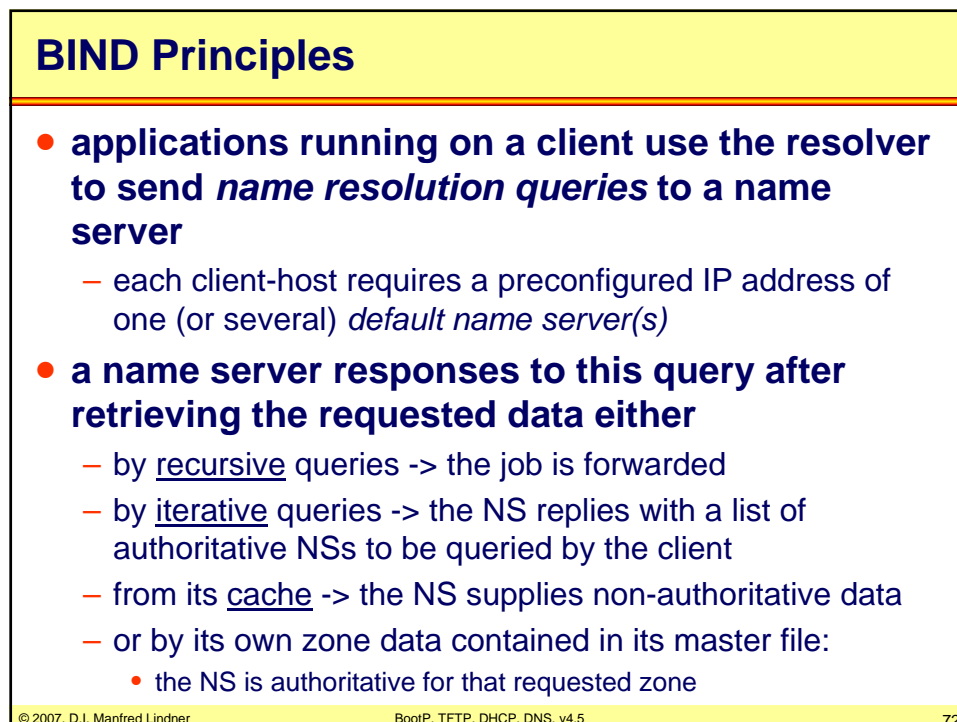 BIND Principles
• applications running on a client use the resolver
to send name resolution queries to a name
server
– each client-host requires a preconfigured IP address of
one (or several) default name server(s)
• a name server responses to this query after
retrieving the requested data either
– by recursive queries -> the job is forwarded
– by iterative queries -> the NS replies with a list of
authoritative NSs to be queried by the client
– from its cache -> the NS supplies non-authoritative data
– or by its own zone data contained in its master file:
• the NS is authoritative for that requested zone
© 2007, D.I. Manfred Lindner BootP, TFTP, DHCP, DNS, v4.5 72